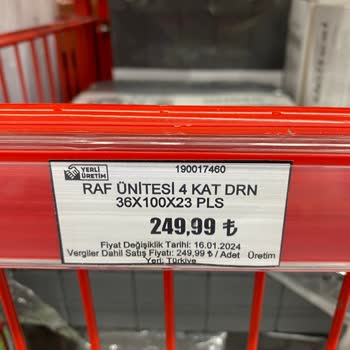 YERLİ
ÜRETİM
190017460
RAF ÜNİTESİ 4 KAT DRN
36X100X23 PLS
249,99 ₺
Fiyat Değişiklik Tarihi: 16.01.2024
Vergiler Dahil Satış Fiyatı: 249,99 ₺ / Adet Üretim
Yeri: Türkiye